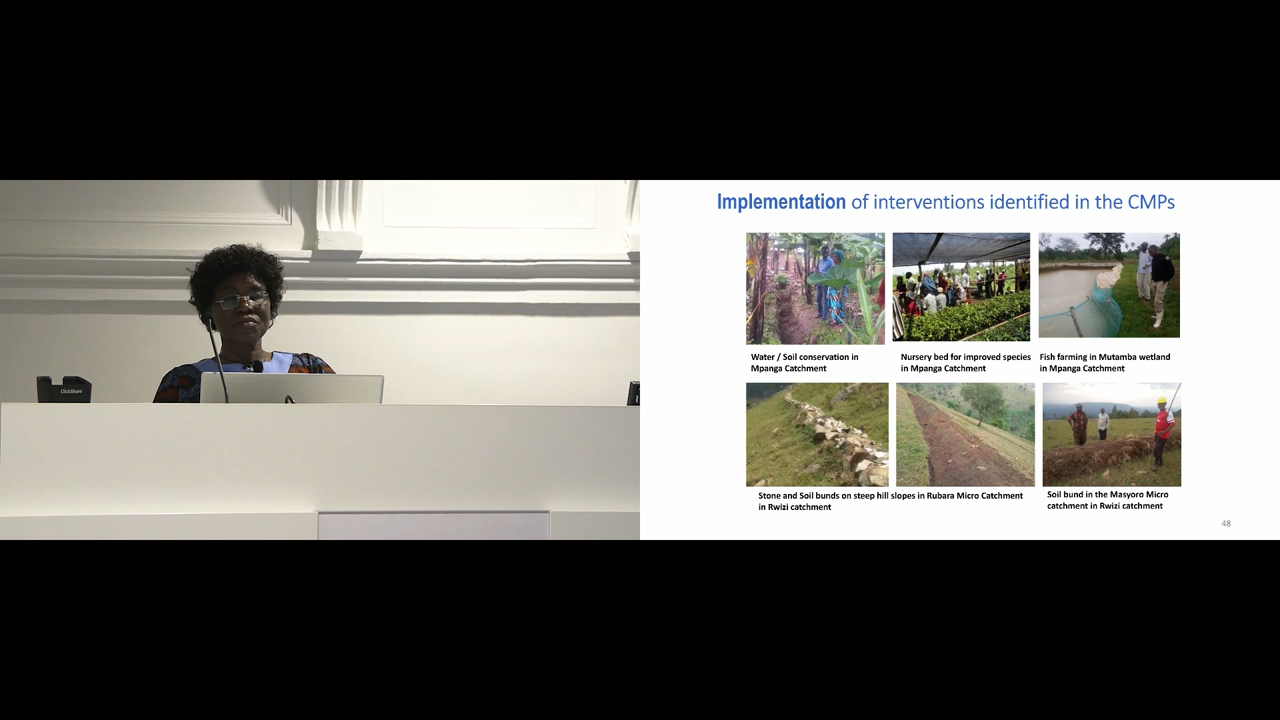 Implementation of interventions identified in the CMPs
Water / Soil conservation in
Mpanga Catchment
Nursery bed for improved species
in Mpanga Catchment
Fish farming in Mutamba wetland
in Mpanga Catchment
Stone and Soil bunds on steep hill slopes in Rubara Micro Catchment
in Rwizi catchment
Soil bund in the Masyoro Micro
catchment in Rwizi catchment
48
ClickShare